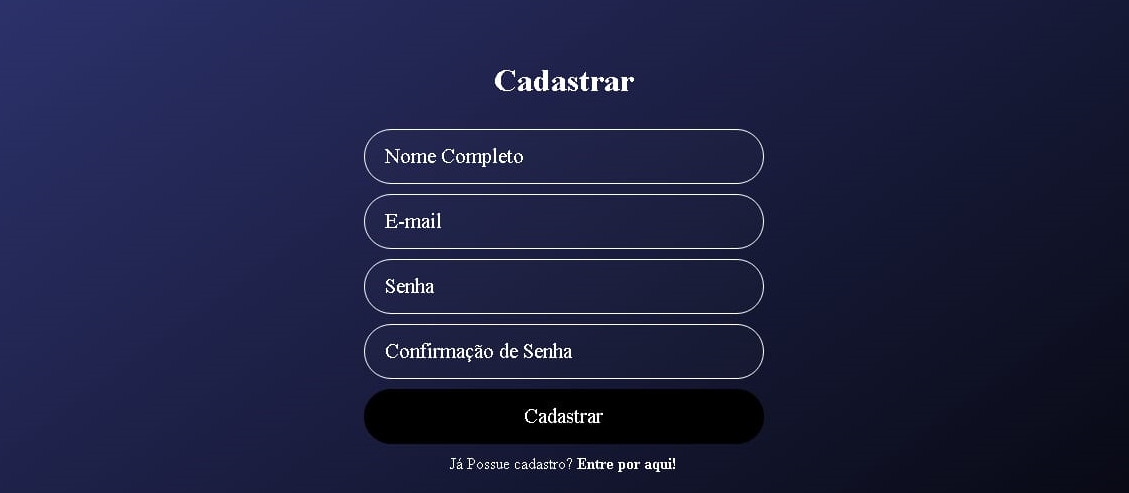 Cadastrar
Nome Completo
E-mail
Senha
Confirmação de Senha
Cadastrar
Já Possue cadastro? Entre por aqui!